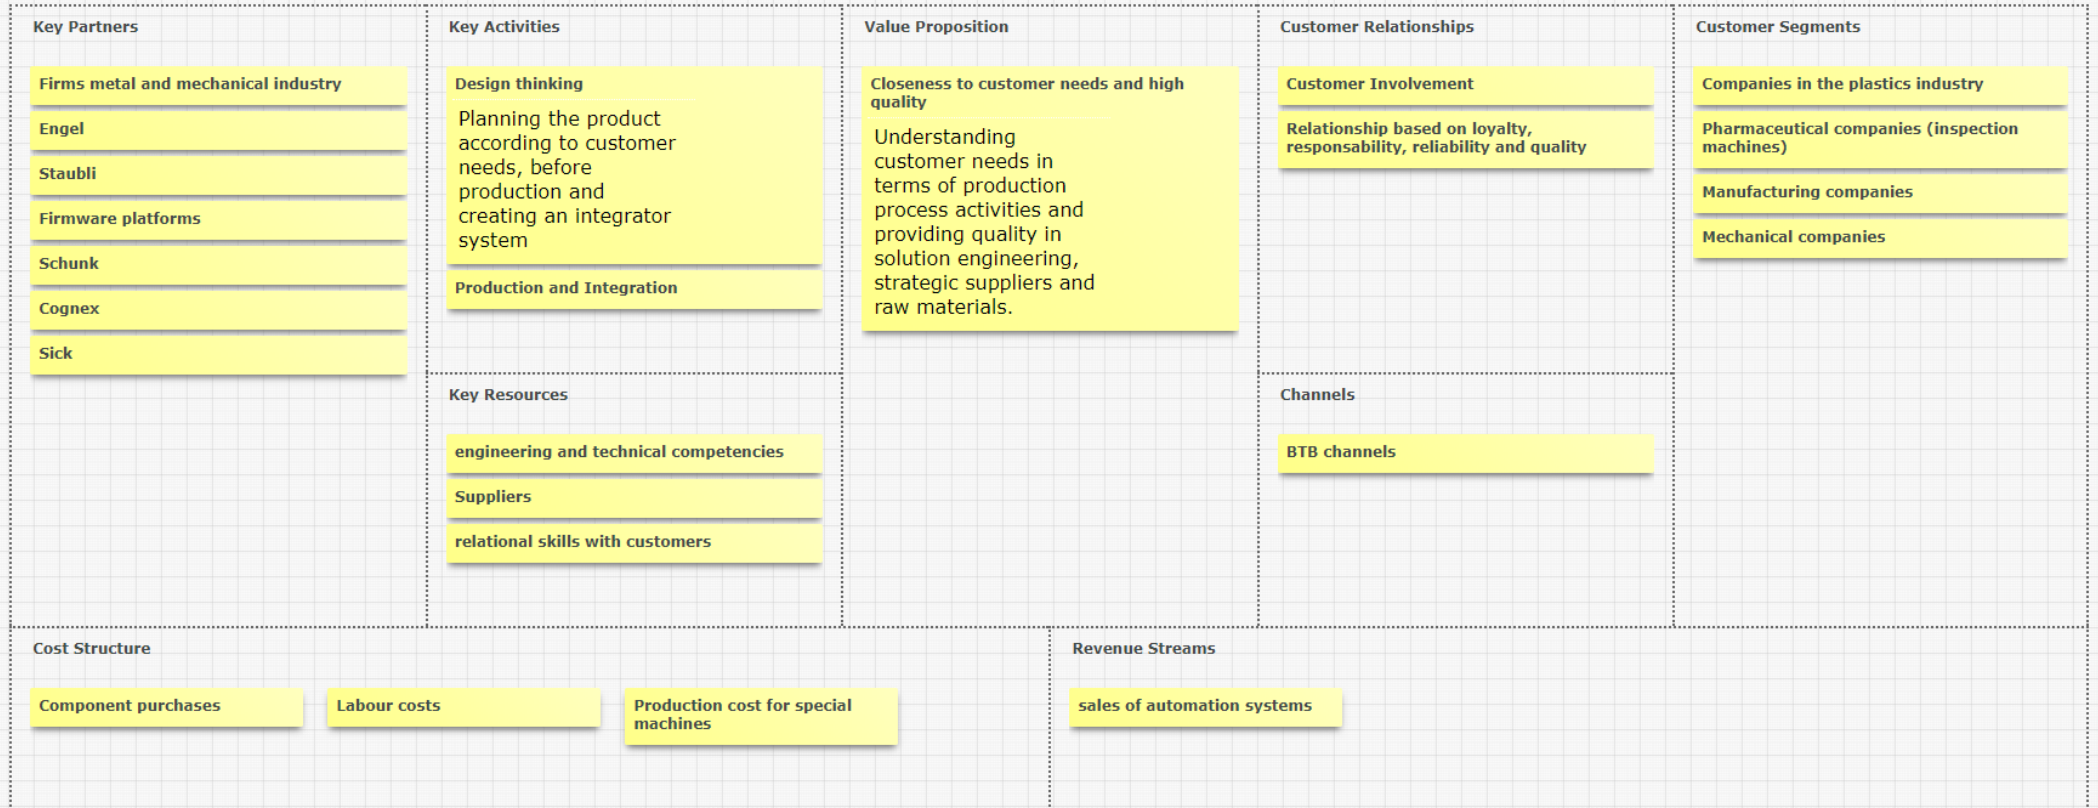 Key Partners
Firms metal and mechanical industry
Engel
Staubli
Firmware platforms
Schunk
Cognex
Sick
Key Activities
Design thinking
Planning the product
according to customer
needs, before
production and
creating an integrator
system
Production and Integration
Key Resources
engineering and technical competencies
Suppliers
relational skills with customers
Value Proposition
Closeness to customer needs and high
quality
Understanding
customer needs in
terms of production
process activities and
providing quality in
solution engineering,
strategic suppliers and
raw materials.
Customer Relationships
Customer Involvement
Relationship based on loyalty,
responsability, reliability and quality
Channels
BTB channels
Customer Segments
Companies in the plastics industry
Pharmaceutical companies (inspection
machines)
Manufacturing companies
Mechanical companies
Cost Structure
Component purchases
Labour costs
Production cost for special
machines
Revenue Streams
sales of automation systems